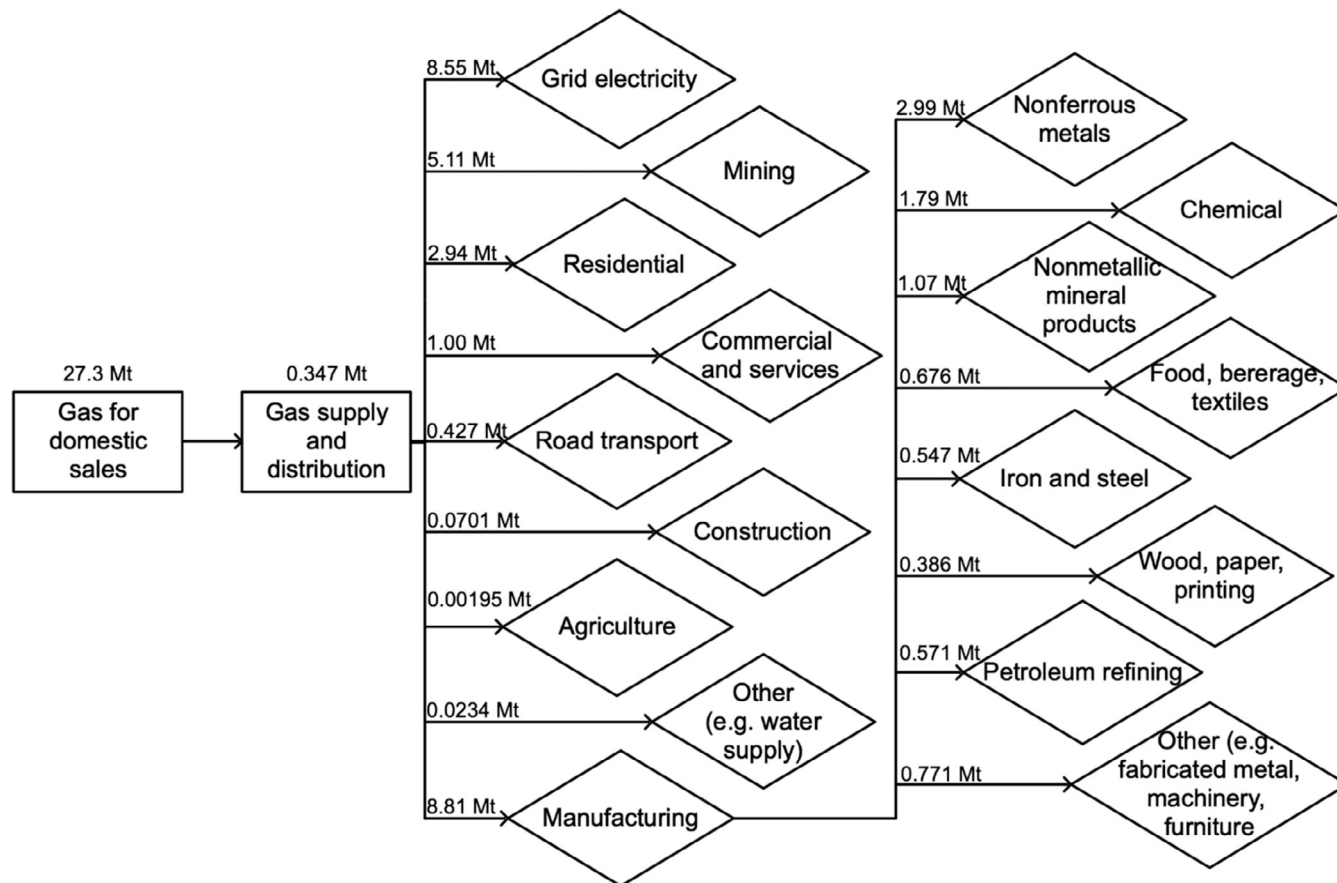 27.3 Mt
Gas for
domestic
sales
0.347 Mt
Gas supply
and
distribution
8.55 Mt
Grid electricity
5.11 Mt
Mining
2.94 Mt
Residential
1.00 Mt
Commercial
and services
0.427 Mt
Road transport
0.0701 Mt
Construction
0.00195 Mt
Agriculture
0.0234 Mt
Other
(e.g. water
supply)
8.81 Mt
Manufacturing
2.99 Mt
Nonferrous
metals
1.79 Mt
Chemical
1.07 Mt
Nonmetallic
mineral
products
0.676 Mt
Food, bererage,
textiles
0.547 Mt
Iron and steel
0.386 Mt
Wood, paper,
printing
0.571 Mt
Petroleum refining
0.771 Mt
Other (e.g.
fabricated metal,
machinery,
furniture